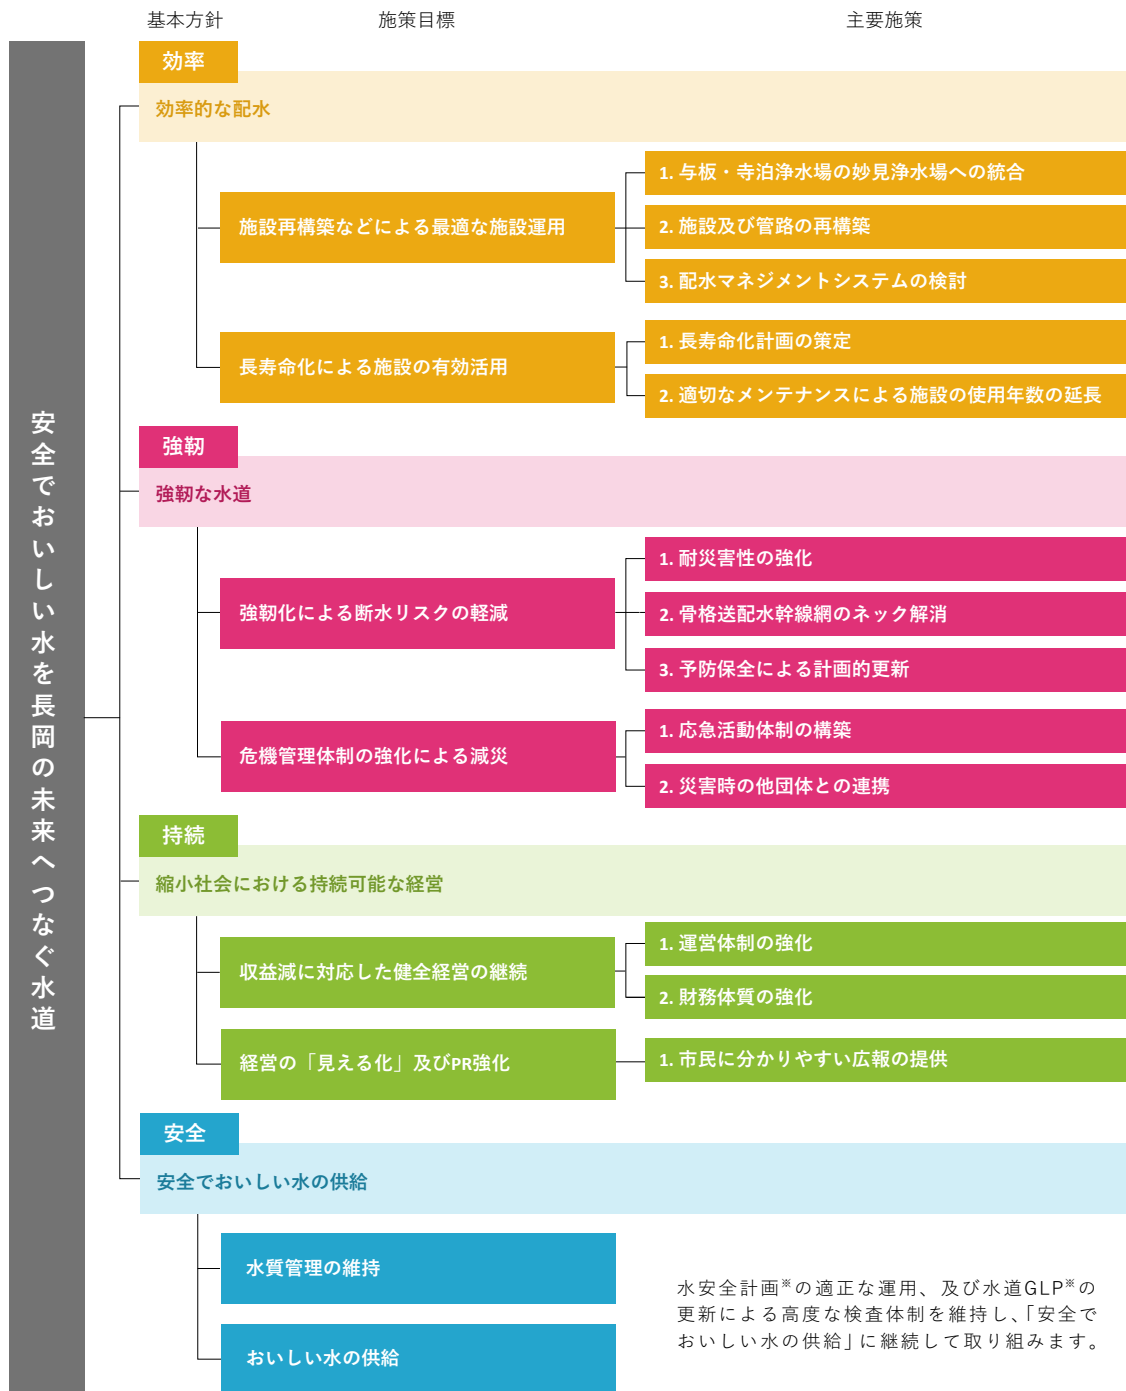 基本方針
施策目標
主要施策
安全でおいしい水を長岡の未来へつなぐ水道
効率
効率的な配水
施設再構築などによる最適な施設運用
1. 与板・寺泊浄水場の妙見浄水場への統合
2. 施設及び管路の再構築
3. 配水マネジメントシステムの検討
長寿命化による施設の有効活用
1. 長寿命化計画の策定
2. 適切なメンテナンスによる施設の使用年数の延長
強靭
強靭な水道
強靭化による断水リスクの軽減
1. 耐災害性の強化
2. 骨格送配水幹線網のネック解消
3. 予防保全による計画的更新
危機管理体制の強化による減災
1. 応急活動体制の構築
2. 災害時の他団体との連携
持続
縮小社会における持続可能な経営
収益減に対応した健全経営の継続
1. 運営体制の強化
2. 財務体質の強化
経営の「見える化」及びPR強化
1. 市民に分かりやすい広報の提供
安全
安全でおいしい水の供給
水質管理の維持
おいしい水の供給
水安全計画※の適正な運用、及び水道GLP※の
更新による高度な検査体制を維持し、「安全で
おいしい水の供給」に継続して取り組みます。